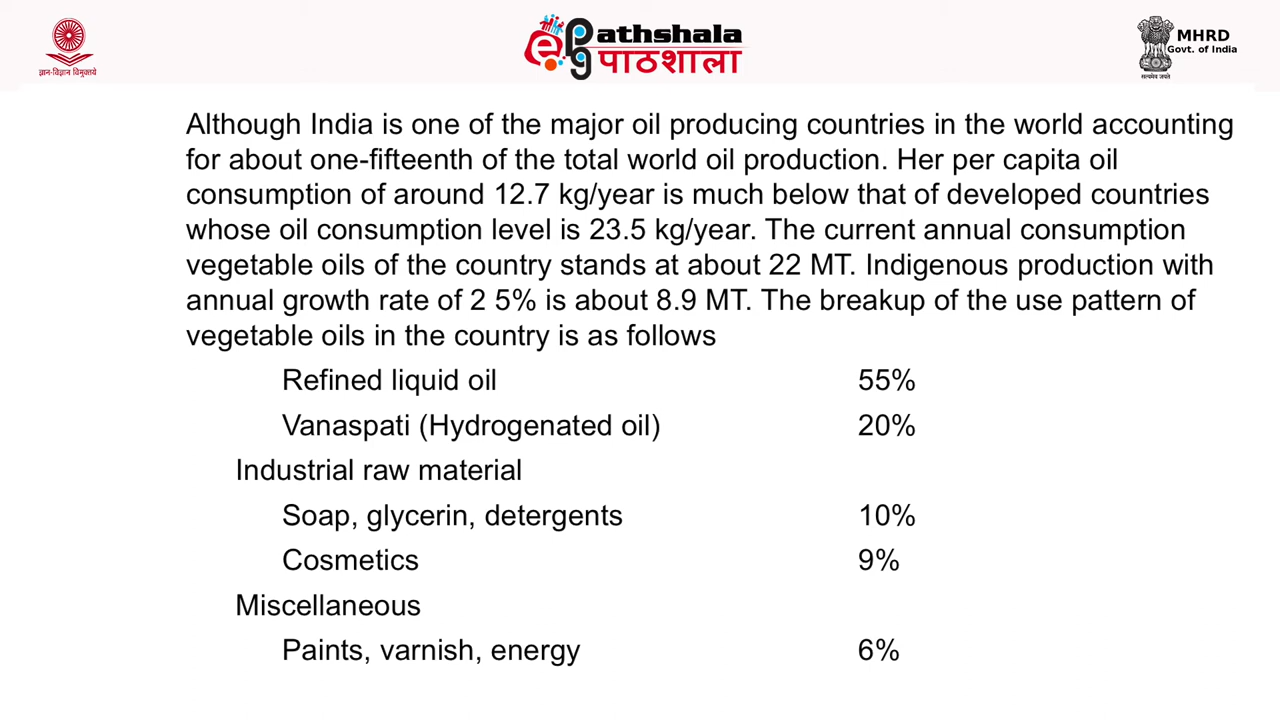 ज्ञान-विज्ञान विमुक्तये
ePathshala
पाठशाला
MHRD
Govt. of India
सत्यमेव जयते
Although India is one of the major oil producing countries in the world accounting
for about one-fifteenth of the total world oil production. Her per capita oil
consumption of around 12.7 kg/year is much below that of developed countries
whose oil consumption level is 23.5 kg/year. The current annual consumption
vegetable oils of the country stands at about 22 MT. Indigenous production with
annual growth rate of 2 5% is about 8.9 MT. The breakup of the use pattern of
vegetable oils in the country is as follows
Refined liquid oil 55%
Vanaspati (Hydrogenated oil) 20%
Industrial raw material
Soap, glycerin, detergents 10%
Cosmetics 9%
Miscellaneous
Paints, varnish, energy 6%